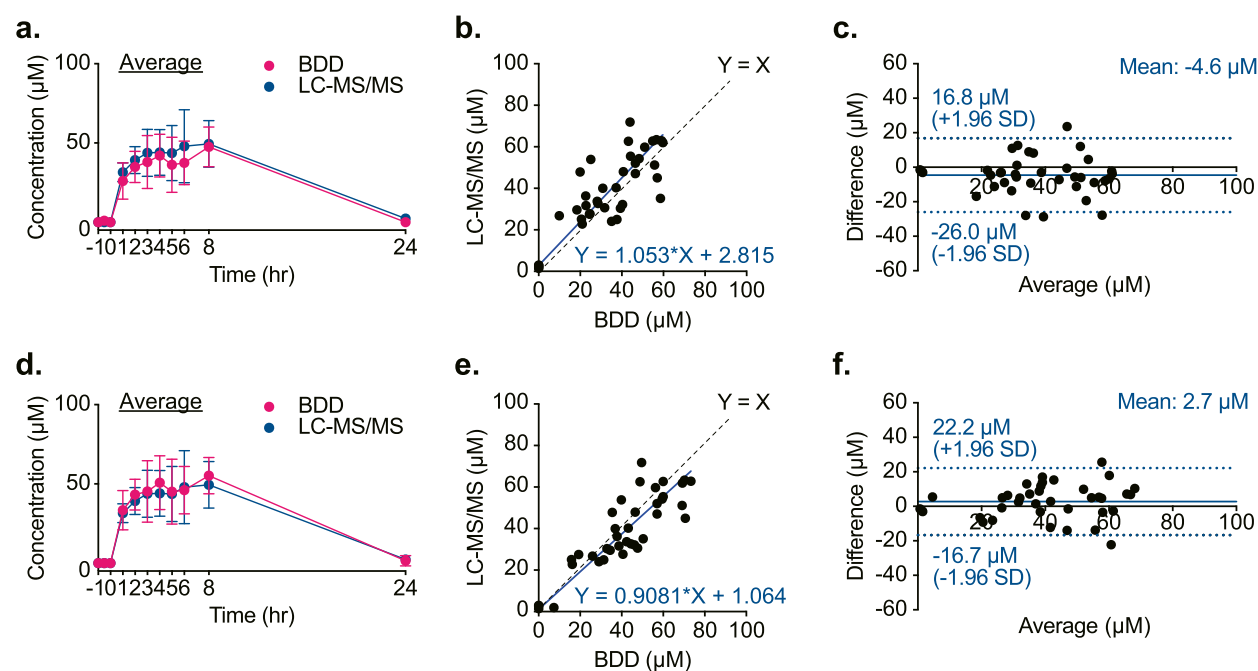 a.
Average
BDD
LC-MS/MS
Concentration (µM)
100
50
0
-10123456 8 24
Time (hr)
b.
Y = X
LC-MS/MS (µM)
100
80
60
40
20
0
Y = 1.053*X + 2.815
0 20 40 60 80 100
BDD (µM)
c.
Mean: -4.6 µM
16.8 µM
(+1.96 SD)
Difference (µM)
60
40
20
0
-20
-40
-60
20 40 60 80 100
-26.0 µM
(-1.96 SD)
Average (µM)
d.
Average
BDD
LC-MS/MS
Concentration (µM)
100
50
0
-10123456 8 24
Time (hr)
e.
Y = X
LC-MS/MS (µM)
100
80
60
40
20
0
Y = 0.9081*X + 1.064
0 20 40 60 80 100
BDD (µM)
f.
Mean: 2.7 µM
22.2 µM
(+1.96 SD)
Difference (µM)
60
40
20
0
-20
-40
-60
20 40 60 80 100
-16.7 µM
(-1.96 SD)
Average (µM)